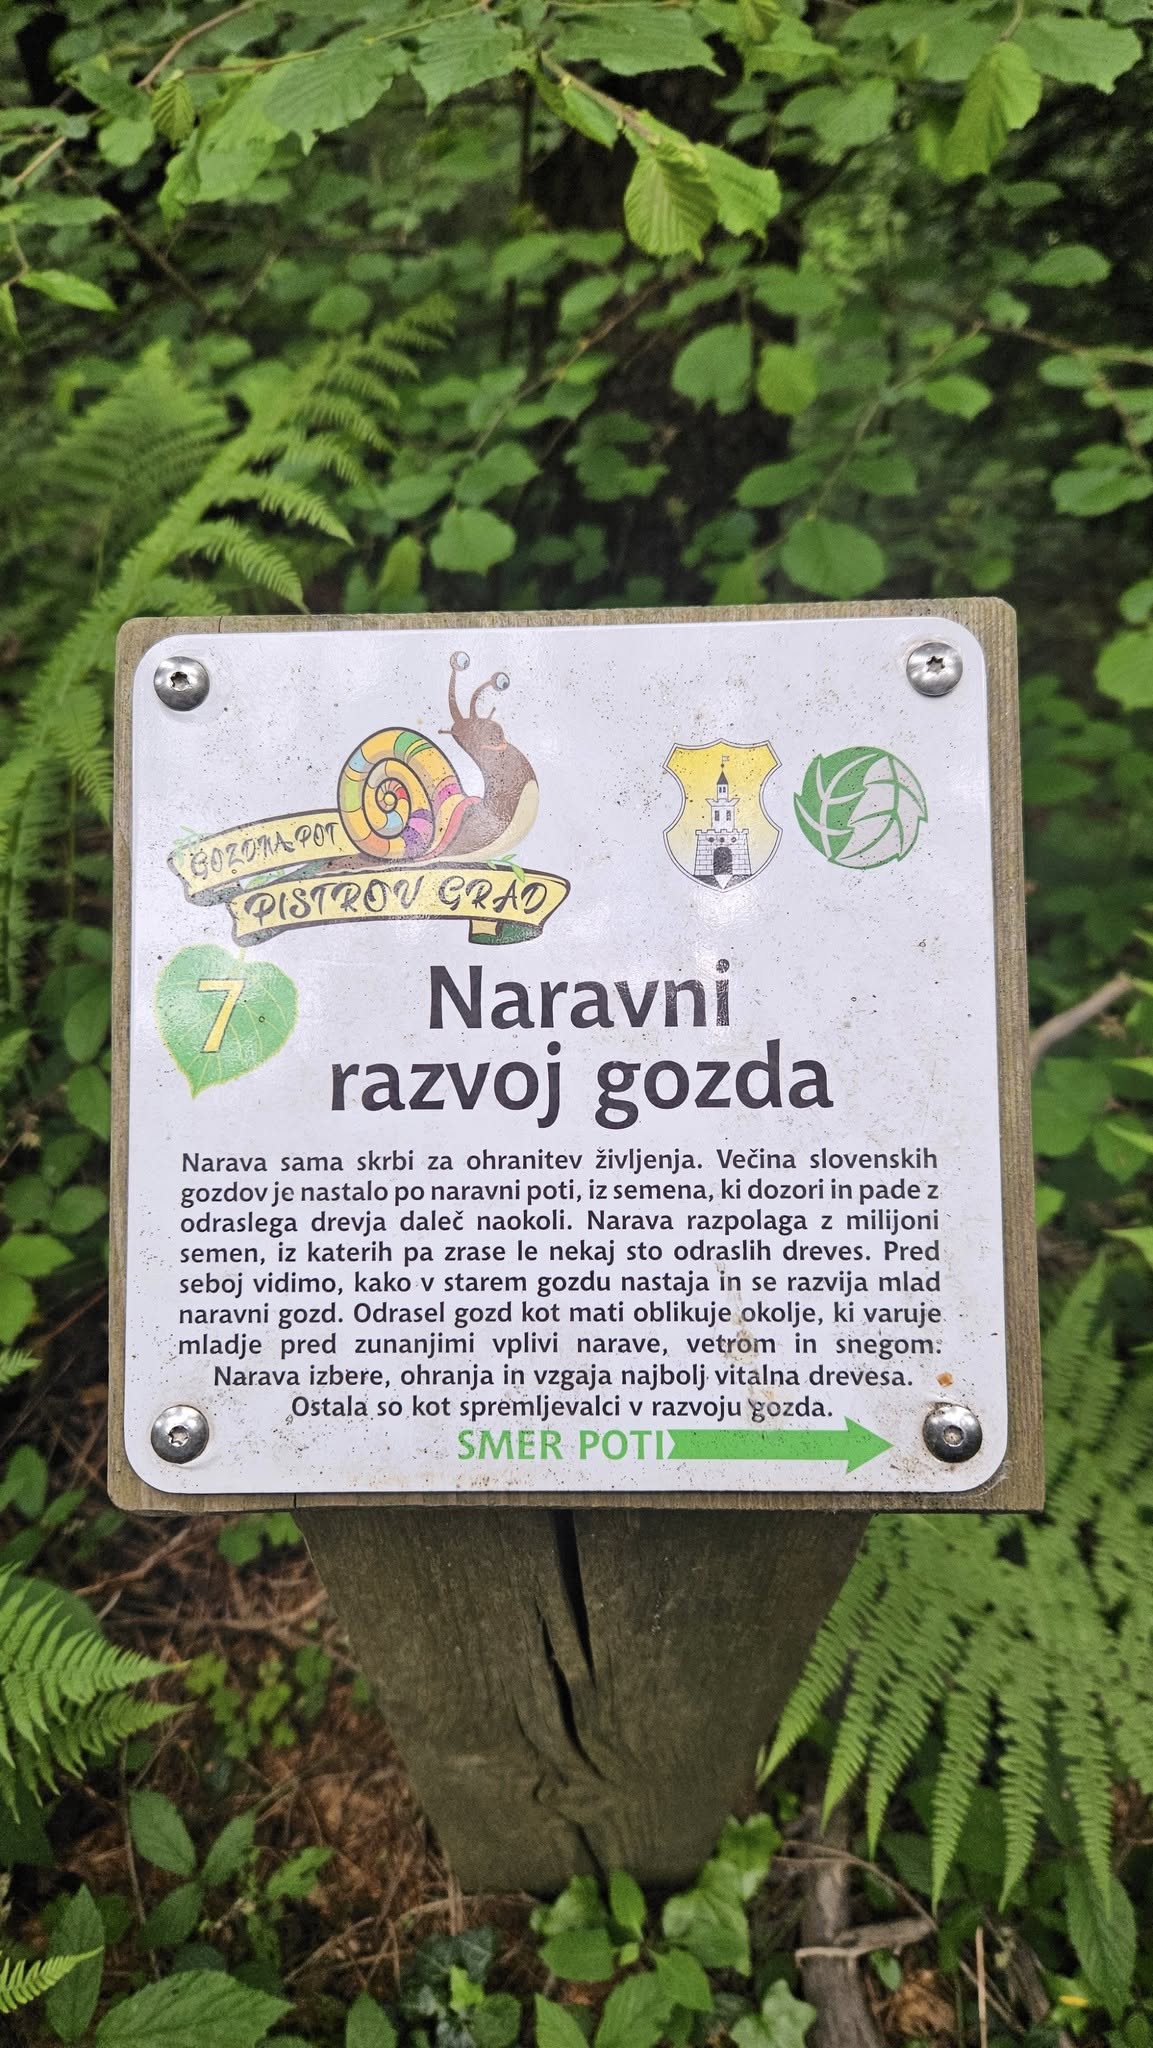 GOZDNA POT
PISTROV GRAD
7
Naravni
razvoj gozda
Narava sama skrbi za ohranitev življenja. Večina slovenskih
gozdov je nastalo po naravni poti, iz semena, ki dozori in pade z
odraslega drevja daleč naokoli. Narava razpolaga z milijoni
semen, iz katerih pa zrase le nekaj sto odraslih dreves. Pred
seboj vidimo, kako v starem gozdu nastaja in se razvija mlad
naravni gozd. Odrasel gozd kot mati oblikuje okolje, ki varuje
mladje pred zunanjimi vplivi narave, vetrom in snegom.
Narava izbere, ohranja in vzgaja najbolj vitalna drevesa.
Ostala so kot spremljevalci v razvoju gozda.
SMER POTI